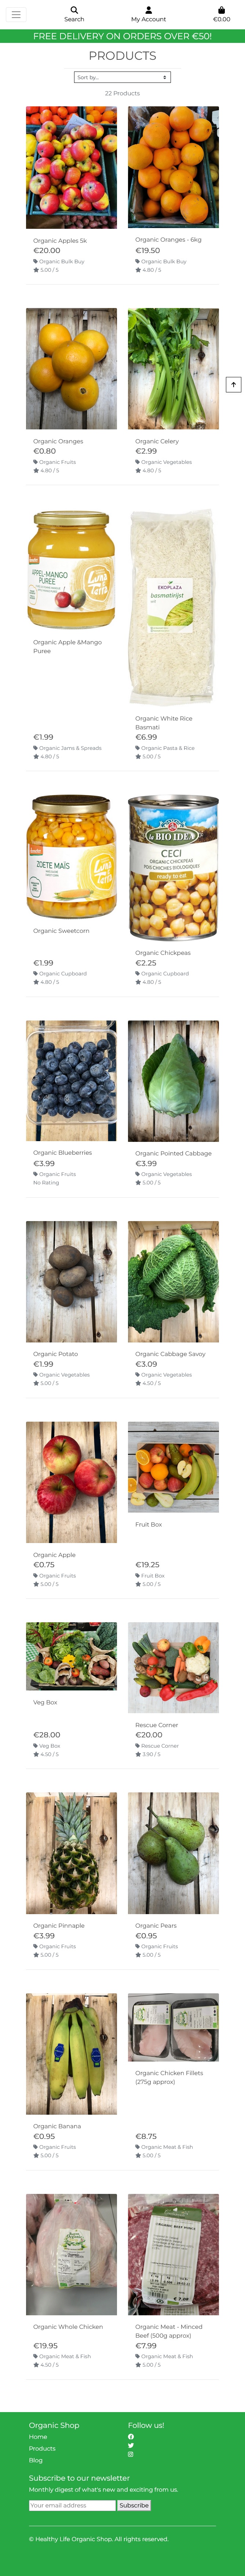 Search
My Account
€0.00
FREE DELIVERY ON ORDERS OVER €50!
PRODUCTS
Sort by...
22 Products
Organic Apples 5k
€20.00
Organic Bulk Buy
5.00 / 5
Organic Oranges - 6kg
€19.50
Organic Bulk Buy
4.80 / 5
Organic Oranges
€0.80
Organic Fruits
4.80 / 5
Organic Celery
€2.99
Organic Vegetables
4.80 / 5
APPEL-MANGO
PUREE
Organic Apple &Mango
Puree
€1.99
Organic Jams & Spreads
4.80 / 5
EKOPLAZA
basmatirijst
Organic White Rice
Basmati
€6.99
Organic Pasta & Rice
5.00 / 5
ZOETE MAÏS
Organic Sweetcorn
€1.99
Organic Cupboard
4.80 / 5
BIO IDEA
CECI
ORGANIC CHICKPEAS
POIS CHICHES BIOLOGIQUES
ready to eat
Organic Chickpeas
€2.25
Organic Cupboard
4.80 / 5
Organic Blueberries
€3.99
Organic Fruits
No Rating
Organic Pointed Cabbage
€3.99
Organic Vegetables
5.00 / 5
Organic Potato
€1.99
Organic Vegetables
5.00 / 5
Organic Cabbage Savoy
€3.09
Organic Vegetables
4.50 / 5
Organic Apple
€0.75
Organic Fruits
5.00 / 5
Fruit Box
€19.25
Fruit Box
5.00 / 5
Veg Box
€28.00
Veg Box
4.50 / 5
Rescue Corner
€20.00
Rescue Corner
3.90 / 5
Organic Pinnaple
€3.99
Organic Fruits
5.00 / 5
Organic Pears
€0.95
Organic Fruits
5.00 / 5
Organic Banana
€0.95
Organic Fruits
5.00 / 5
Organic Chicken Fillets
(275g approx)
€8.75
Organic Meat & Fish
5.00 / 5
Organic Whole Chicken
€19.95
Organic Meat & Fish
4.50 / 5
ORGANIC BEEF MINCE
Organic Meat - Minced
Beef (500g approx)
€7.99
Organic Meat & Fish
5.00 / 5
Organic Shop
Home
Products
Blog
Follow us!
Subscribe to our newsletter
Monthly digest of what's new and exciting from us.
Your email address
Subscribe
© Healthy Life Organic Shop. All rights reserved.